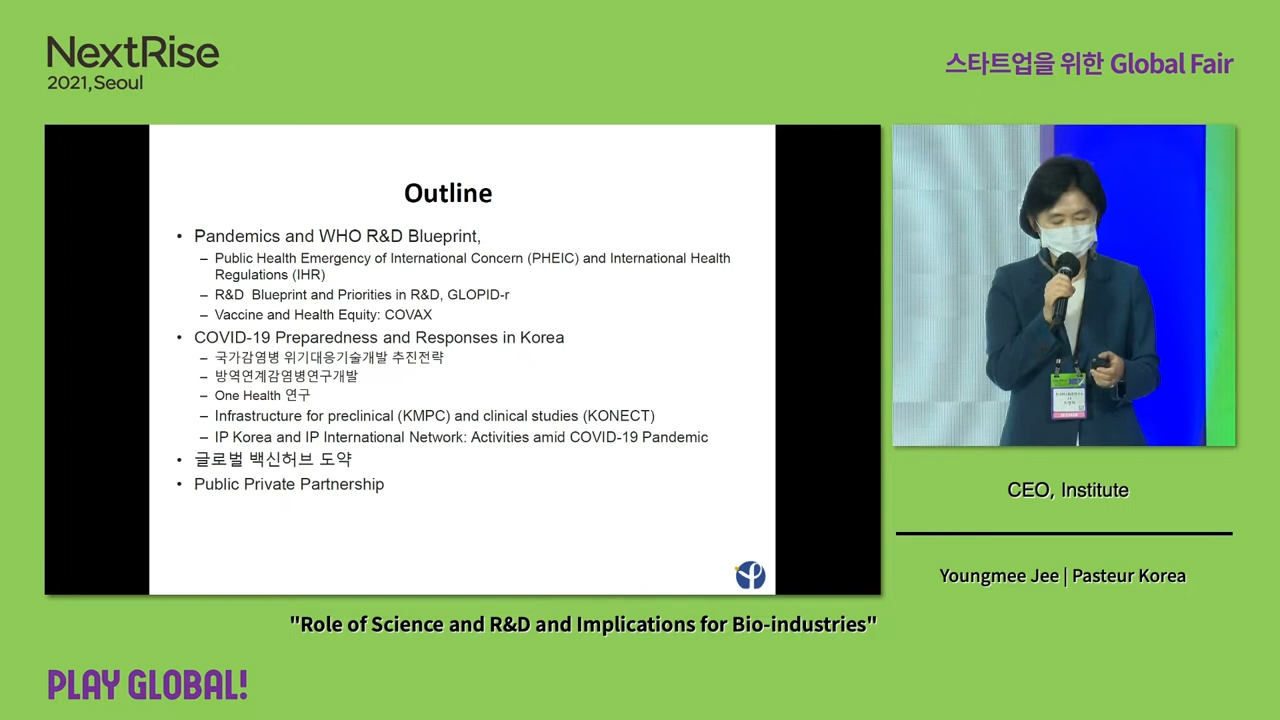 NextRise
2021,Seoul
스타트업을 위한 Global Fair
Outline
• Pandemics and WHO R&D Blueprint,
– Public Health Emergency of International Concern (PHEIC) and International Health
Regulations (IHR)
– R&D Blueprint and Priorities in R&D, GLOPID-r
– Vaccine and Health Equity: COVAX
• COVID-19 Preparedness and Responses in Korea
– 국가감염병 위기대응기술개발 추진전략
– 방역연계감염병연구개발
– One Health 연구
– Infrastructure for preclinical (KMPC) and clinical studies (KONECT)
– IP Korea and IP International Network: Activities amid COVID-19 Pandemic
• 글로벌 백신허브 도약
• Public Private Partnership
CEO, Institute
Youngmee Jee | Pasteur Korea
"Role of Science and R&D and Implications for Bio-industries"
PLAY GLOBAL!